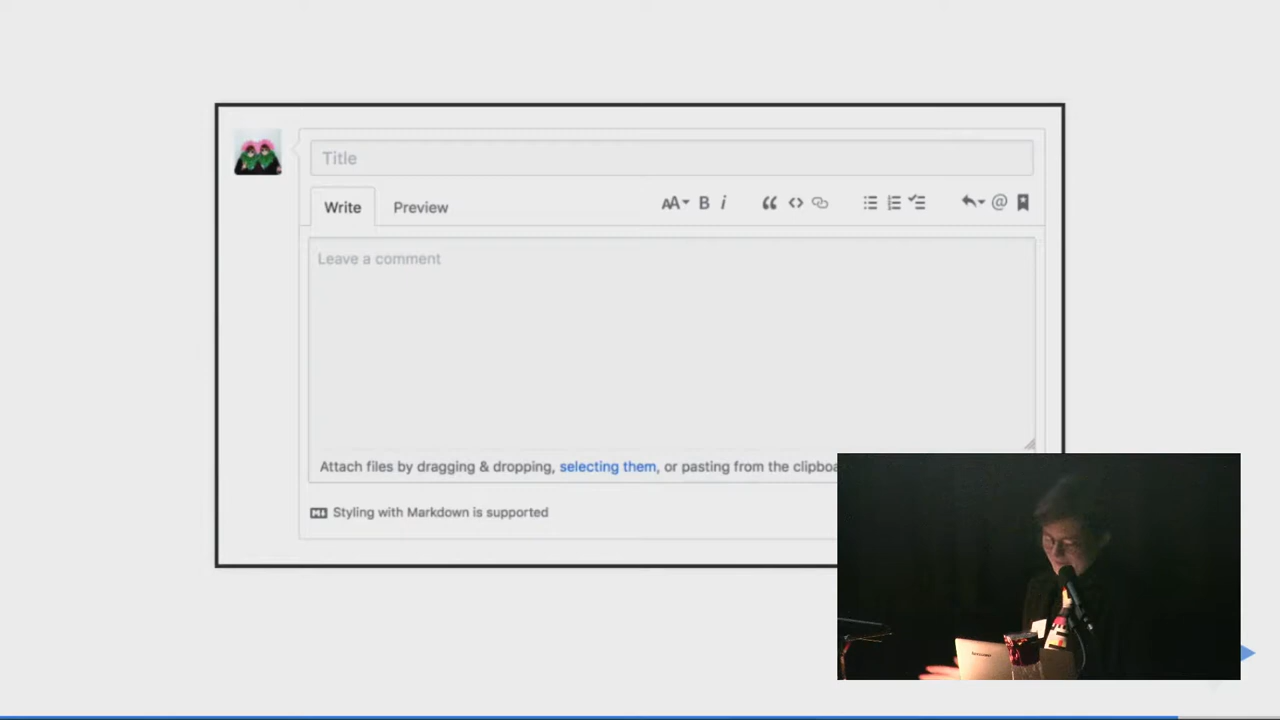 Title
Write Preview AA B i @
Leave a comment
Attach files by dragging & dropping, selecting them, or pasting from the
Styling with Markdown is supported